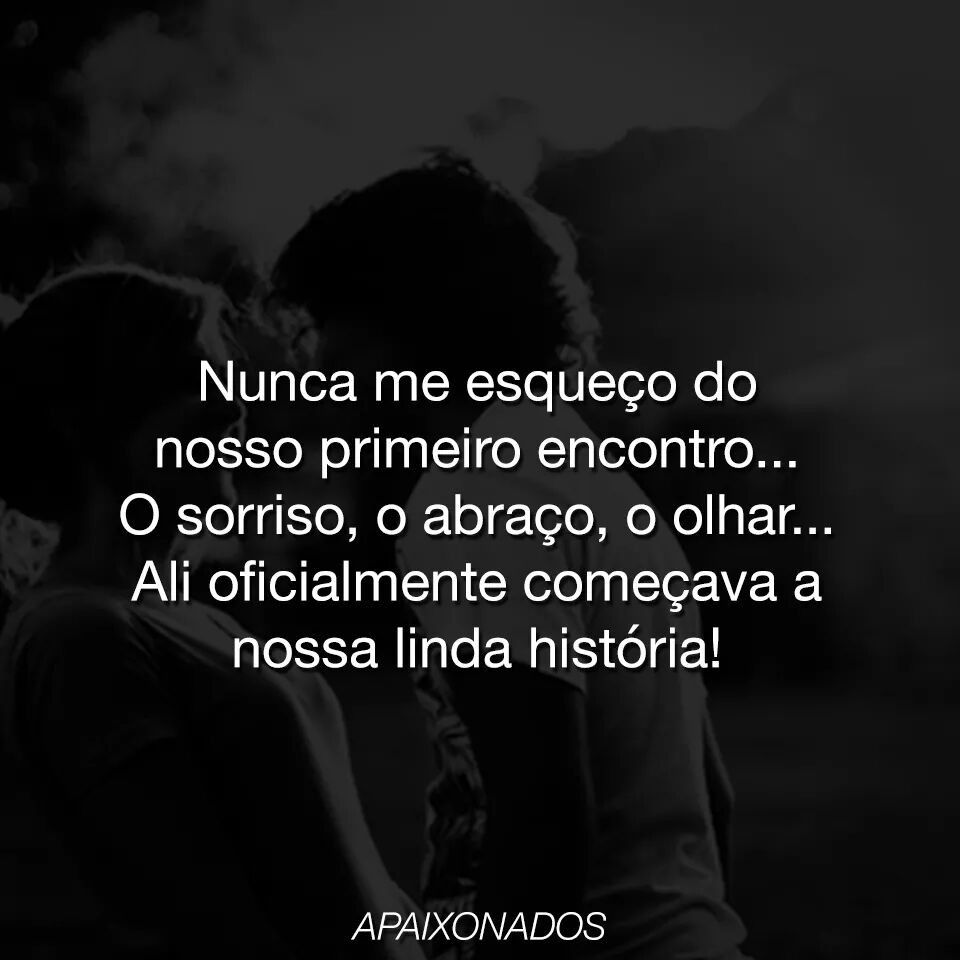 Nunca me esqueço do
nosso primeiro encontro...
O sorriso, o abraço, o olhar...
Ali oficialmente começava a
nossa linda história!
APAIXONADOS